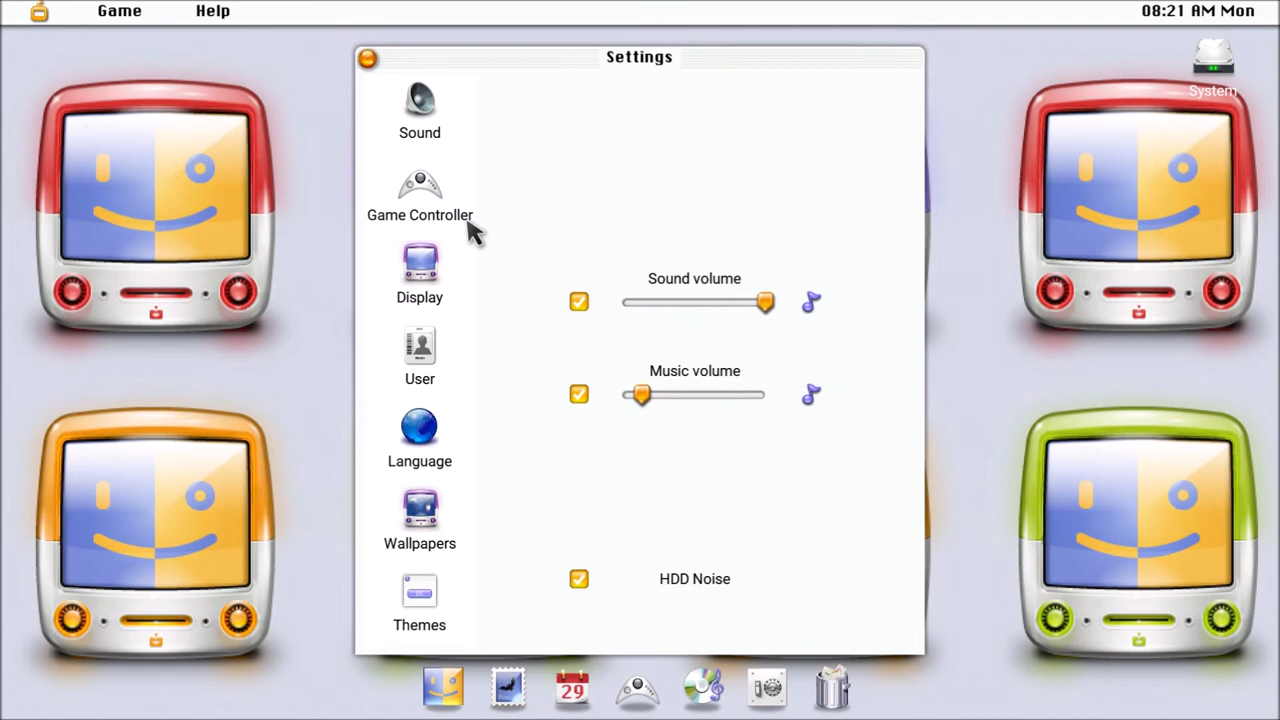 Game Help 08:21 AM Mon
Settings
System
Sound
Game Controller
Display
User
Language
Wallpapers
Themes
Sound volume
Music volume
HDD Noise
29